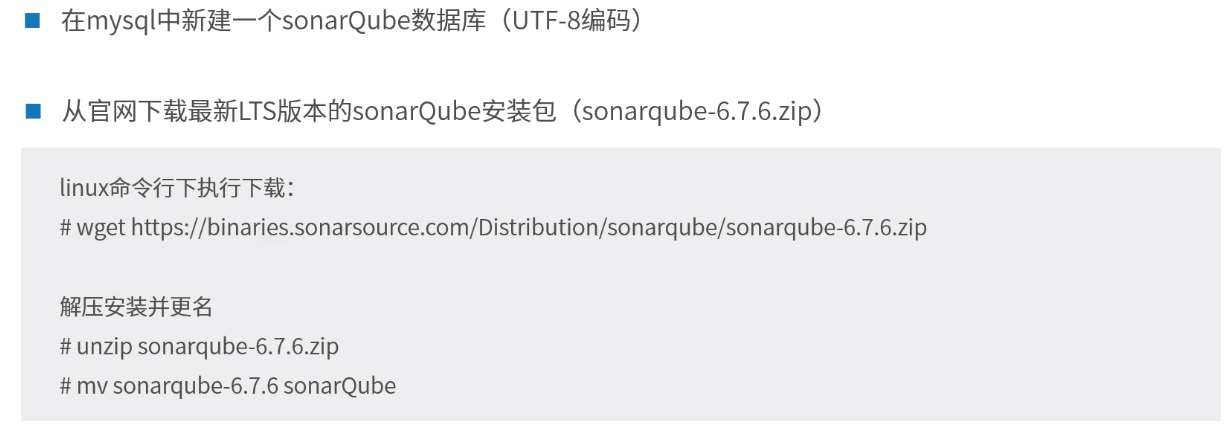 在mysql中新建一个sonarQube数据库（UTF-8编码）
从官网下载最新LTS版本的sonarQube安装包（sonarqube-6.7.6.zip）
linux命令行下执行下载：
# wget https://binaries.sonarsource.com/Distribution/sonarqube/sonarqube-6.7.6.zip
解压安装并更名
# unzip sonarqube-6.7.6.zip
# mv sonarqube-6.7.6 sonarQube